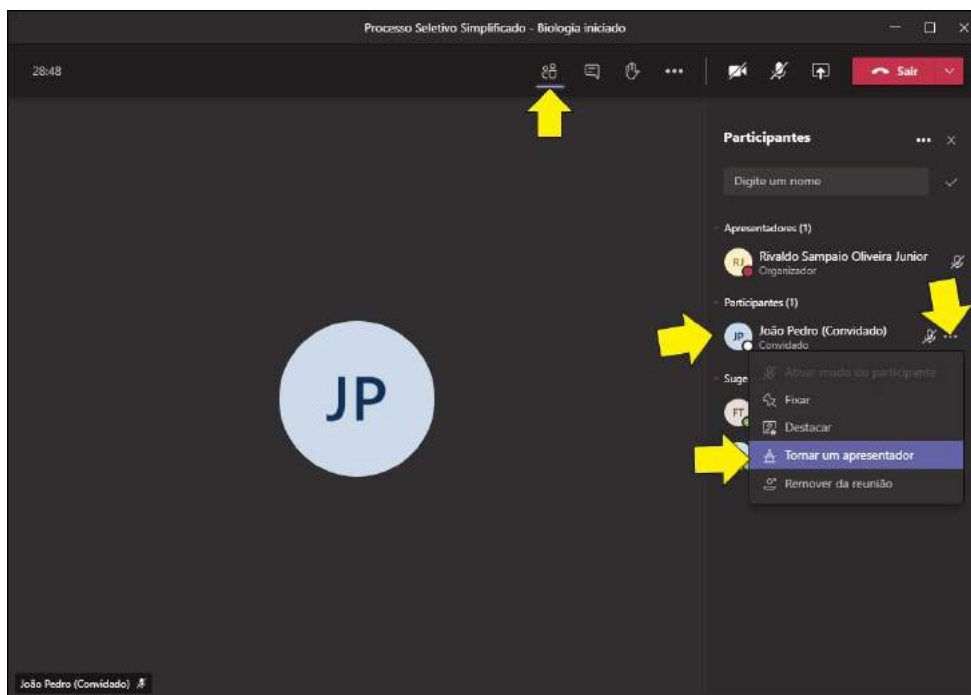 Processo Seletivo Simplificado - Biologia iniciado
28:48
Sair
Participantes
Digite um nome
Apresentadores (1)
RJ
Rivaldo Sampaio Oliveira Junior
Organizador
Participantes (1)
JP
João Pedro (Convidado)
Convidado
Ativar mudo do participante
Suge
Fixar
FT
Destacar
Tornar um apresentador
Remover da reunião
JP
João Pedro (Convidado)